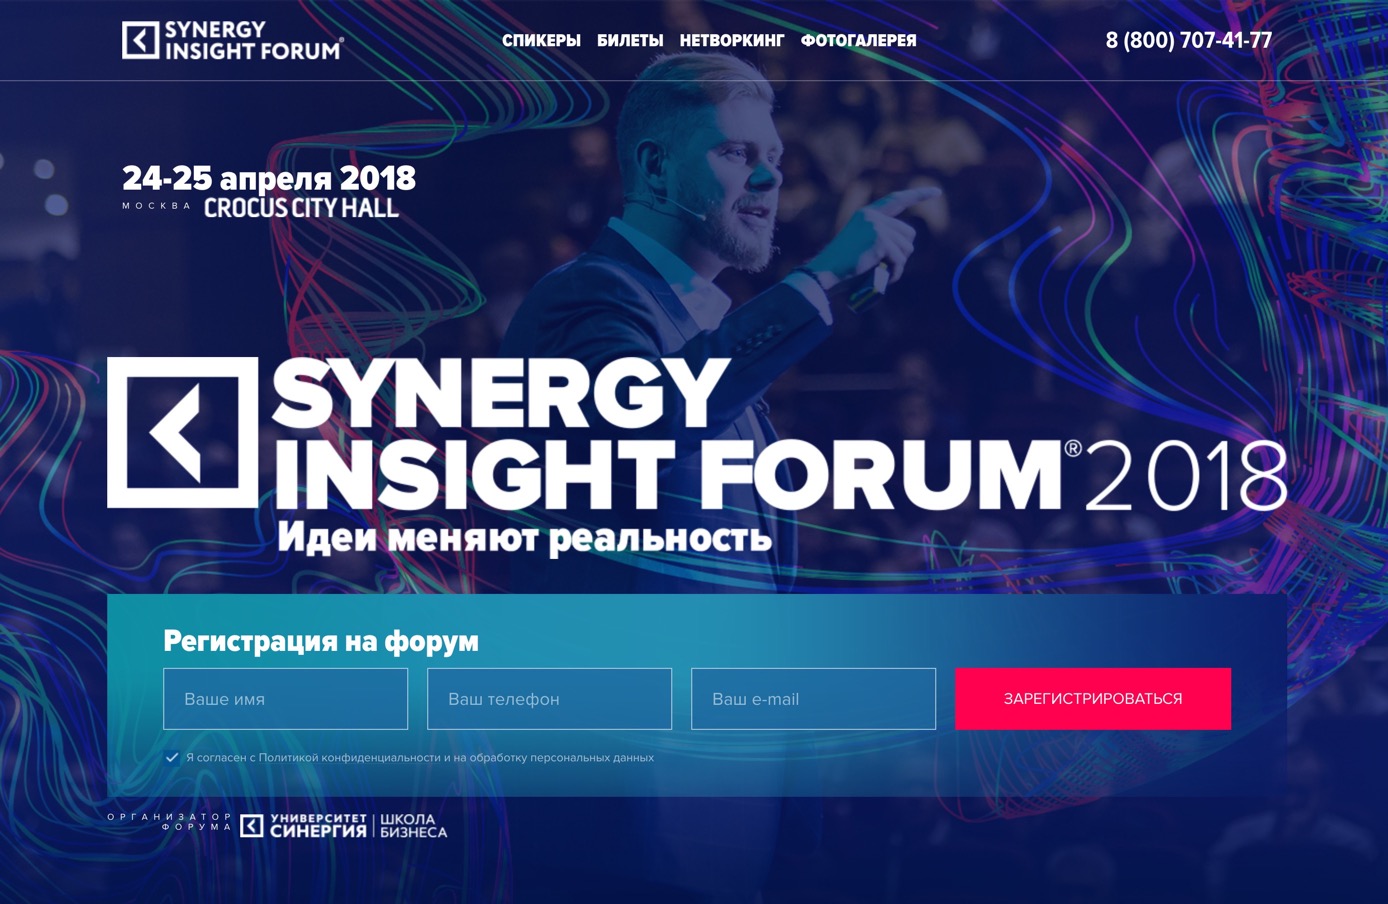 SYNERGY
INSIGHT FORUM®
СПИКЕРЫ БИЛЕТЫ НЕТВОРКИНГ ФОТОГАЛЕРЕЯ
8 (800) 707-41-77
24-25 апреля 2018
МОСКВА CROCUS CITY HALL
SYNERGY
INSIGHT FORUM® 2018
Идеи меняют реальность
Регистрация на форум
Ваше имя
Ваш телефон
Ваш e-mail
ЗАРЕГИСТРИРОВАТЬСЯ
Я согласен с Политикой конфиденциальности и на обработку персональных данных
ОРГАНИЗАТОР
ФОРУМА
УНИВЕРСИТЕТ
СИНЕРГИЯ
ШКОЛА
БИЗНЕСА